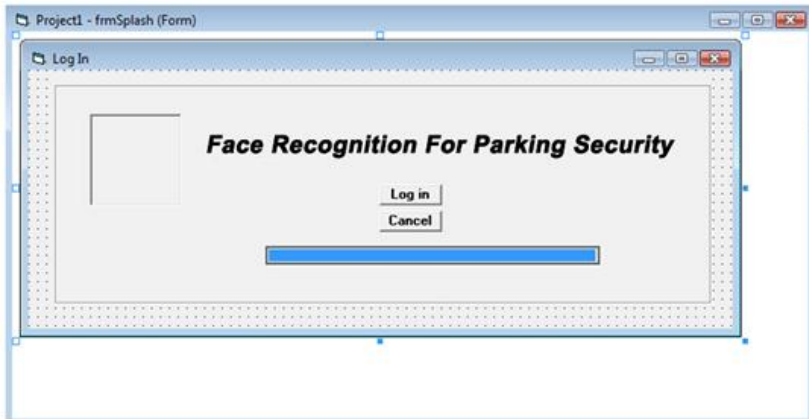 Project1 - frmSplash (Form)
Log In
Face Recognition For Parking Security
Log in
Cancel